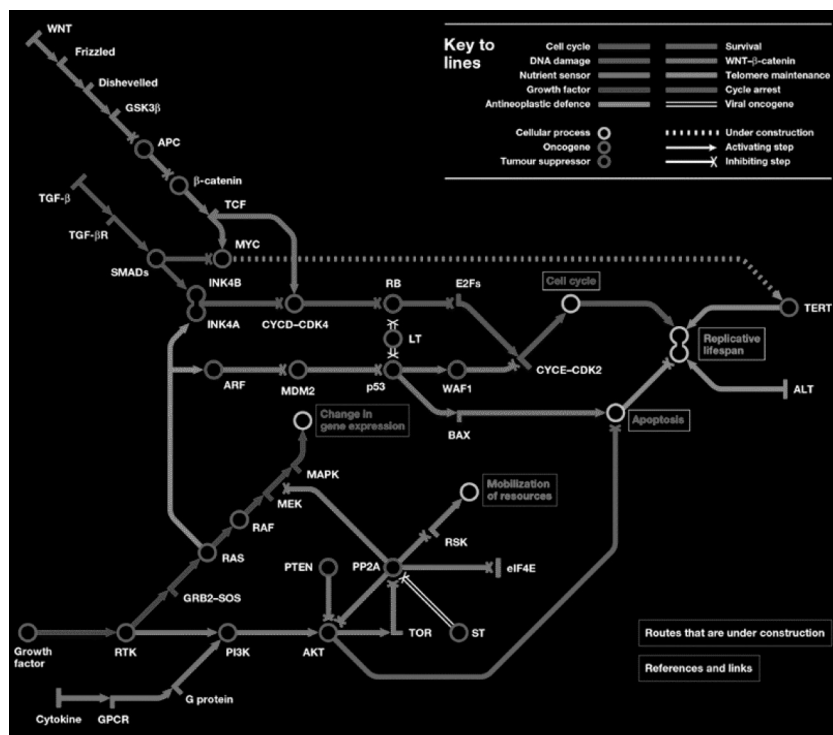 WNT
Frizzled
Dishevelled
GSK3β
APC
β-catenin
TCF
TGF-β
TGF-βR
SMADs
MYC
Key to
lines
Cell cycle
Survival
DNA damage
WNT–β-catenin
Nutrient sensor
Telomere maintenance
Growth factor
Cycle arrest
Antineoplastic defence
Viral oncogene
Cellular process
Under construction
Oncogene
Activating step
Tumour suppressor
Inhibiting step
INK4B
INK4A
CYCD–CDK4
RB
E2Fs
Cell cycle
TERT
LT
Replicative
lifespan
ARF
MDM2
p53
WAF1
CYCE–CDK2
ALT
BAX
Apoptosis
Change in
gene expression
MAPK
MEK
Mobilization
of resources
RAF
RSK
RAS
PTEN
PP2A
eIF4E
GRB2–SOS
Growth
factor
RTK
PI3K
AKT
TOR
ST
Routes that are under construction
References and links
G protein
Cytokine
GPCR